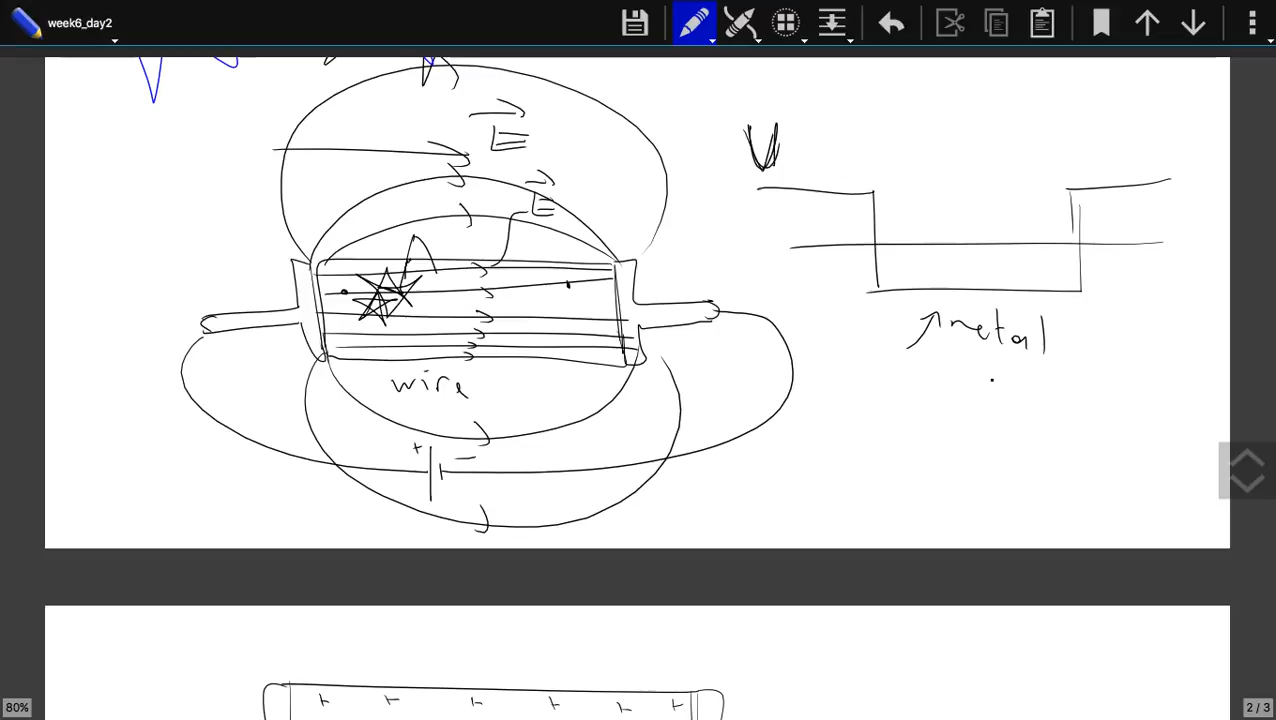 week6_day2
E
E
U
metal
wire
+ -
80%
2 / 3
+ + + + + +